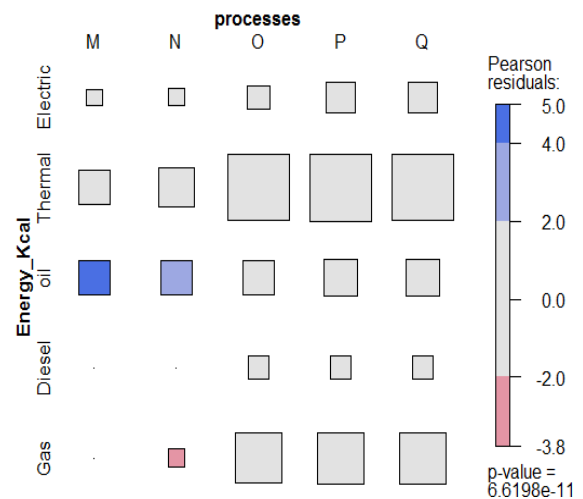 processes
M N O P Q
Energy_Kcal
Electric
Thermal
oil
Diesel
Gas
Pearson
residuals:
5.0
4.0
2.0
0.0
-2.0
-3.8
p-value =
6.6198e-11